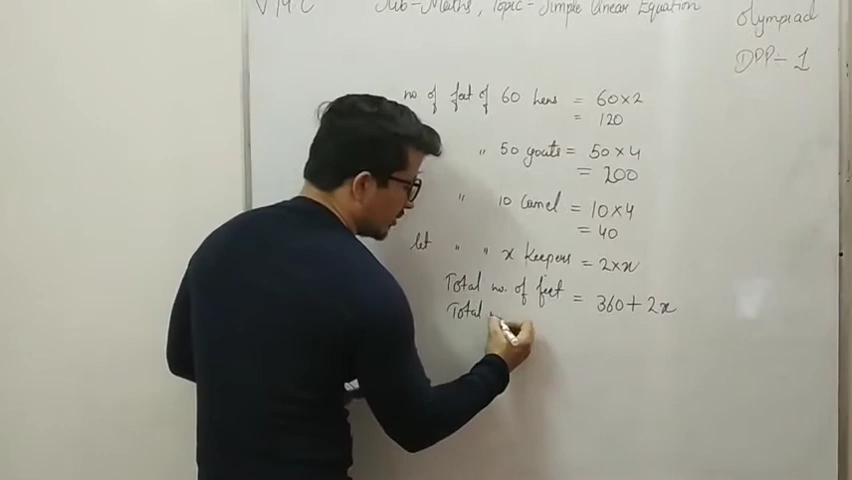 VMC Sub-Maths, Topic-Simple Linear Equation Olympiad
DPP-1
no of feet of 60 hens = 60×2
= 120
" 50 goats = 50×4
= 200
" 10 Camel = 10×4
= 40
let " " x Keepers = 2×x
Total no. of feet = 360+2x
Total